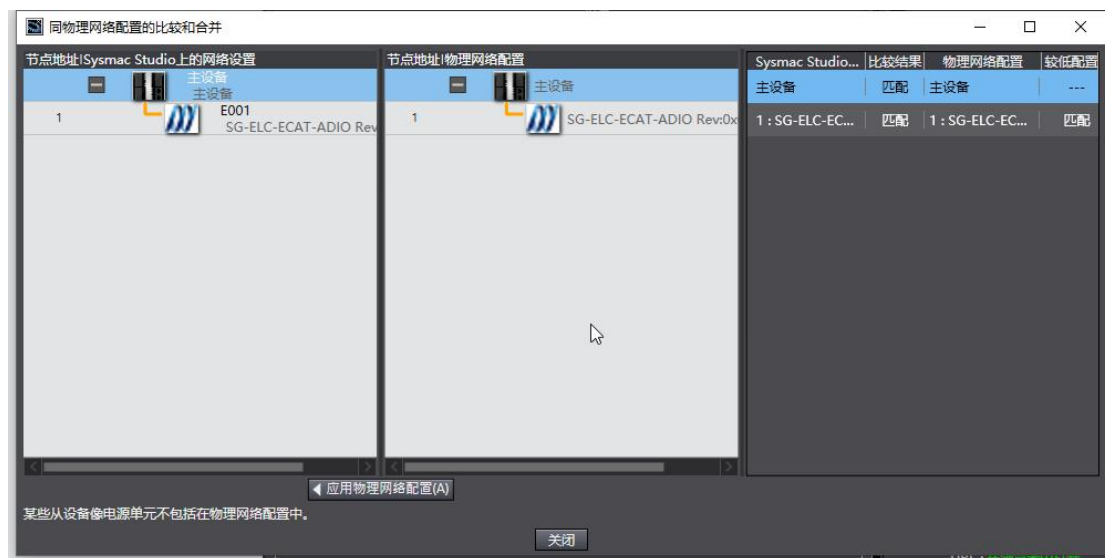 同物理网络配置的比较和合并
节点地址|Sysmac Studio上的网络设置
主设备
主设备
1
E001
SG-ELC-ECAT-ADIO Rev
节点地址|物理网络配置
主设备
1
SG-ELC-ECAT-ADIO Rev:0x
Sysmac Studio... 比较结果 物理网络配置 较低配置
主设备 匹配 主设备 ---
1 : SG-ELC-EC... 匹配 1 : SG-ELC-EC... 匹配
应用物理网络配置(A)
某些从设备像电源单元不包括在物理网络配置中。
关闭